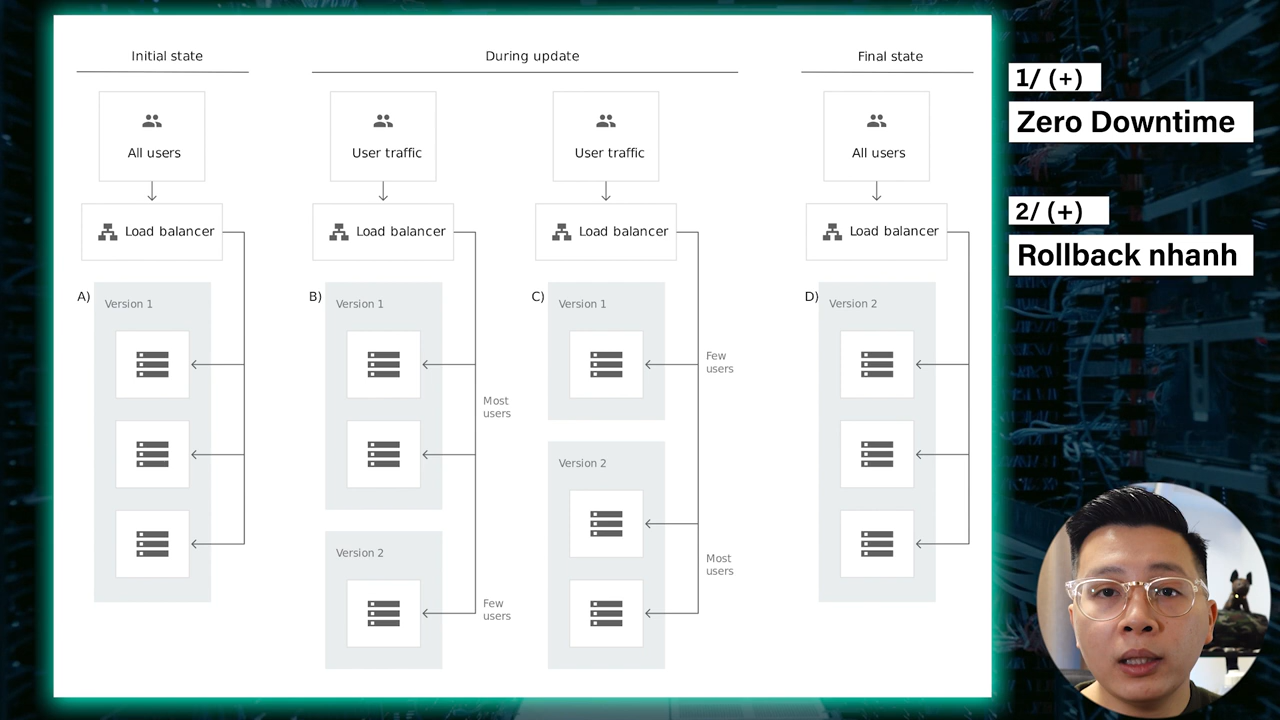 Initial state
During update
Final state
All users
User traffic
User traffic
All users
Load balancer
Load balancer
Load balancer
Load balancer
A)
Version 1
B)
Version 1
Most
users
Version 2
Few
users
C)
Version 1
Few
users
Version 2
Most
users
D)
Version 2
1/ (+)
Zero Downtime
2/ (+)
Rollback nhanh